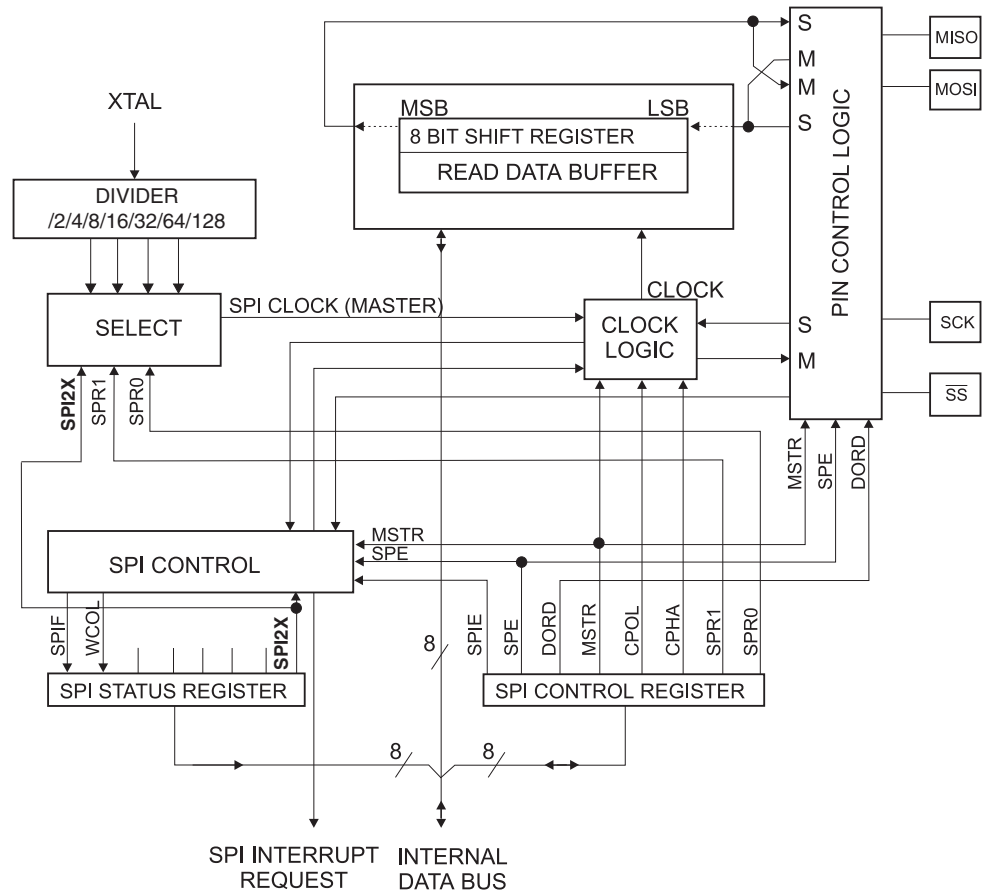 S
MISO
M
M
MOSI
S
XTAL
MSB
LSB
8 BIT SHIFT REGISTER
READ DATA BUFFER
PIN CONTROL LOGIC
DIVIDER
/2/4/8/16/32/64/128
SPI CLOCK (MASTER)
CLOCK
SELECT
CLOCK
LOGIC
S
SCK
M
SS
SPI2X
SPR1
SPR0
MSTR
SPE
DORD
SPI CONTROL
MSTR
SPE
SPIF
WCOL
SPI2X
8
SPIE
SPE
DORD
MSTR
CPOL
CPHA
SPR1
SPR0
SPI STATUS REGISTER
SPI CONTROL REGISTER
8
8
SPI INTERRUPT
REQUEST
INTERNAL
DATA BUS